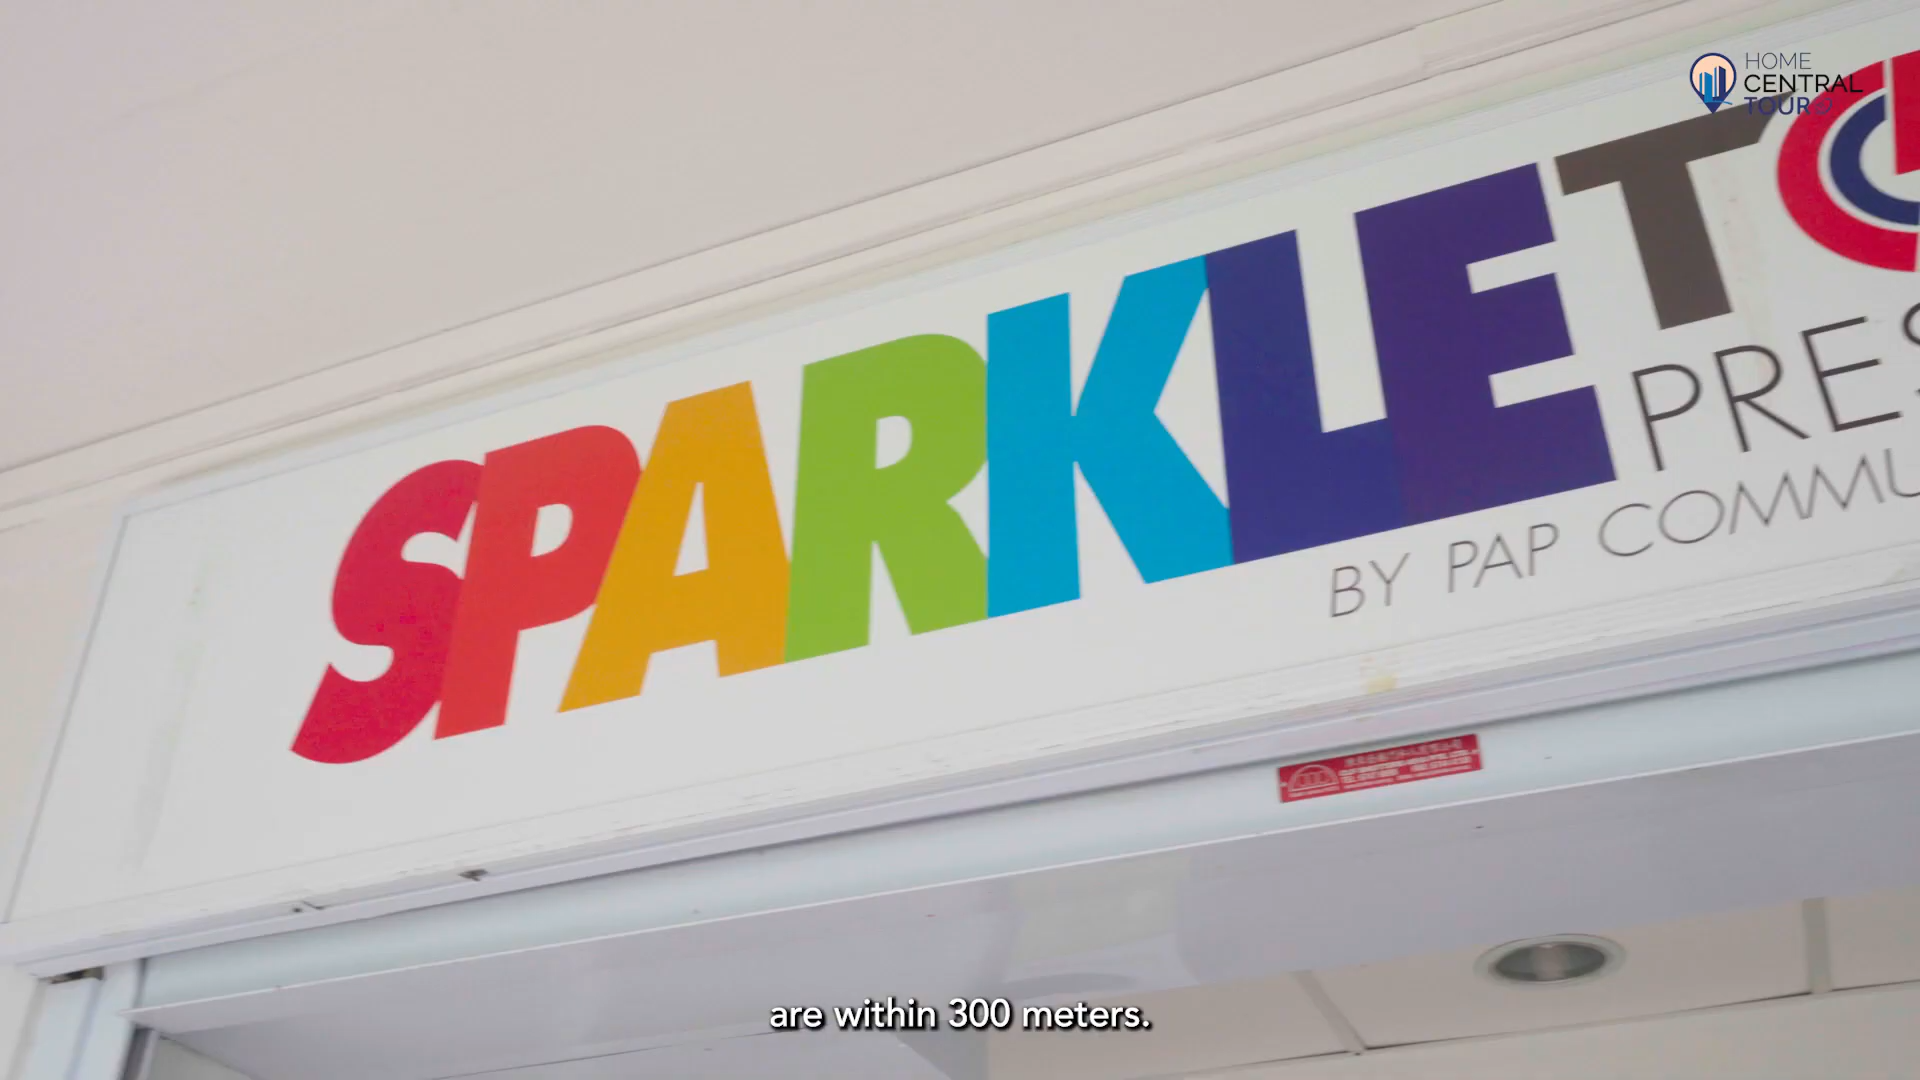 HOME
CENTRAL
TOUR
SPARKLET
PRES
BY PAP COMMU
are within 300 meters.